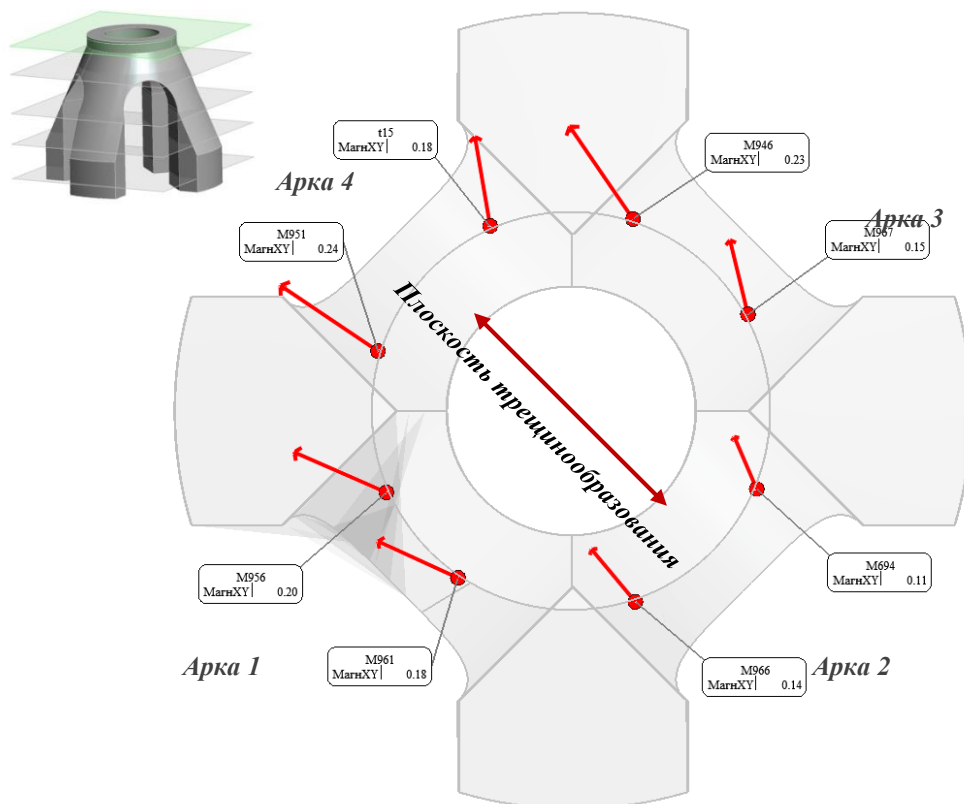 t15
МагнXY| 0.18
M946
МагнXY| 0.23
Арка 4
Арка 3
M951
МагнXY| 0.24
M967
МагнXY| 0.15
Плоскость трещинообразования
M956
МагнXY| 0.20
M694
МагнXY| 0.11
Арка 1
M961
МагнXY| 0.18
M966
МагнXY| 0.14
Арка 2